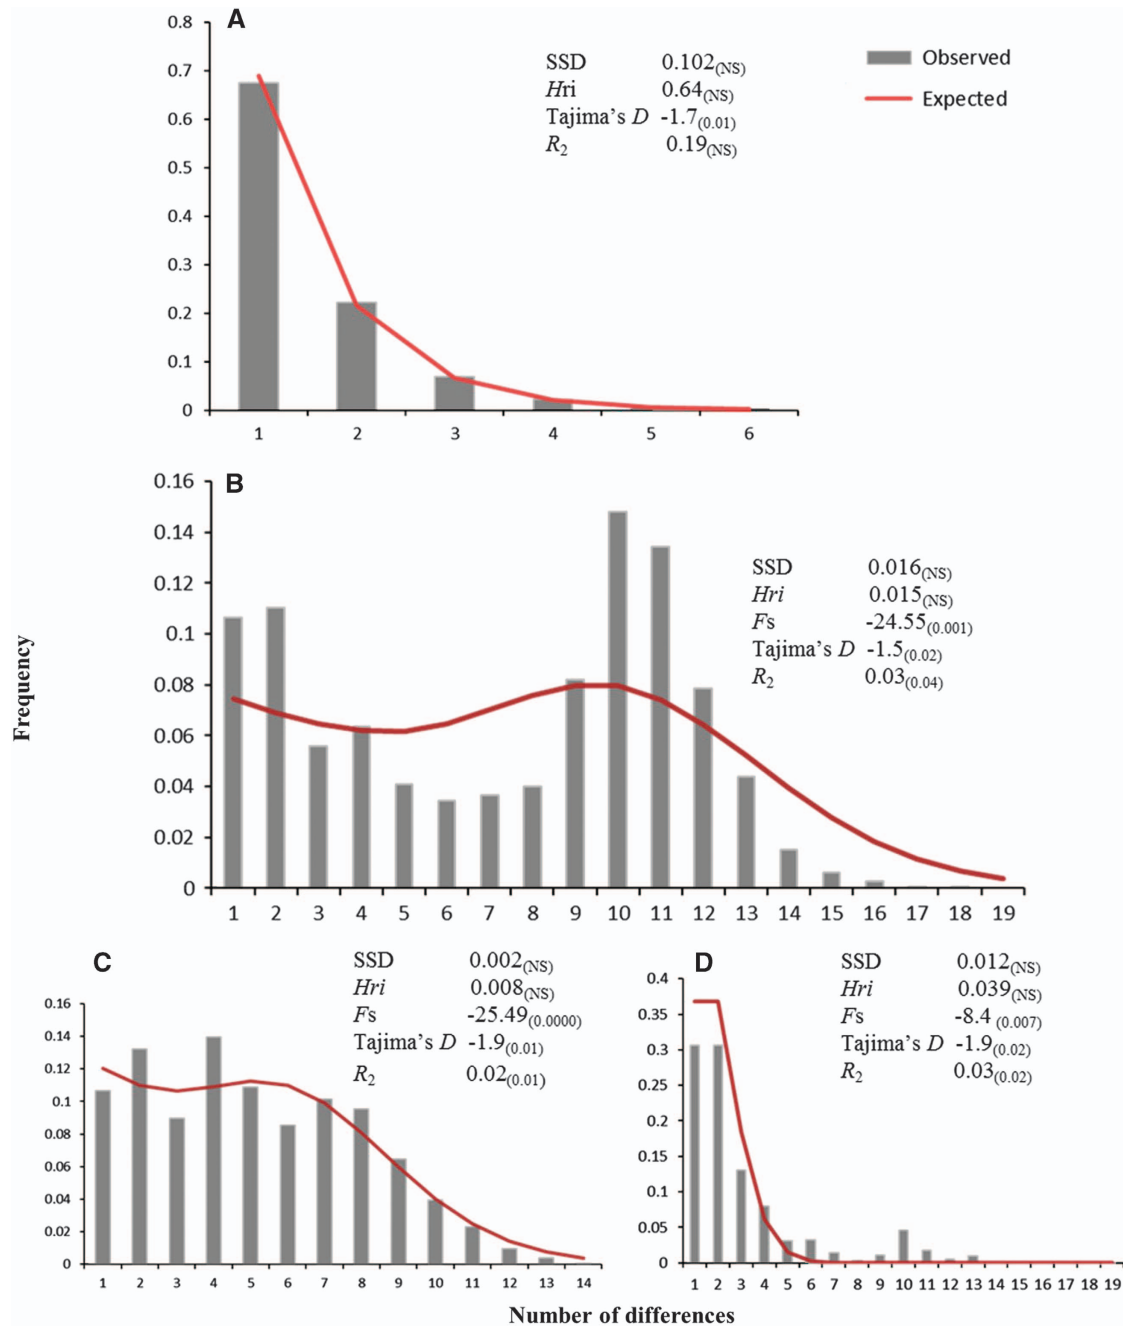 A
0.8
0.7
0.6
0.5
0.4
0.3
0.2
0.1
0
1 2 3 4 5 6
SSD 0.102(NS)
Hri 0.64(NS)
Tajima's D -1.7(0.01)
R2 0.19(NS)
Observed
Expected
B
0.16
0.14
0.12
0.1
0.08
0.06
0.04
0.02
0
1 2 3 4 5 6 7 8 9 10 11 12 13 14 15 16 17 18 19
SSD 0.016(NS)
Hri 0.015(NS)
Fs -24.55(0.001)
Tajima's D -1.5(0.02)
R2 0.03(0.04)
Frequency
C
0.16
0.14
0.12
0.1
0.08
0.06
0.04
0.02
0
1 2 3 4 5 6 7 8 9 10 11 12 13 14
SSD 0.002(NS)
Hri 0.008(NS)
Fs -25.49(0.0000)
Tajima's D -1.9(0.01)
R2 0.02(0.01)
D
0.4
0.35
0.3
0.25
0.2
0.15
0.1
0.05
0
1 2 3 4 5 6 7 8 9 10 11 12 13 14 15 16 17 18 19
SSD 0.012(NS)
Hri 0.039(NS)
Fs -8.4(0.007)
Tajima's D -1.9(0.02)
R2 0.03(0.02)
Number of differences